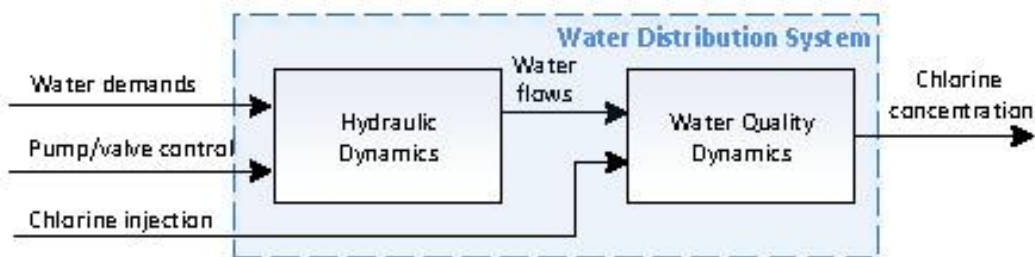 Water Distribution System
Water demands
Water
flows
Chlorine
concentration
Hydraulic
Dynamics
Water Quality
Dynamics
Pump/valve control
Chlorine injection